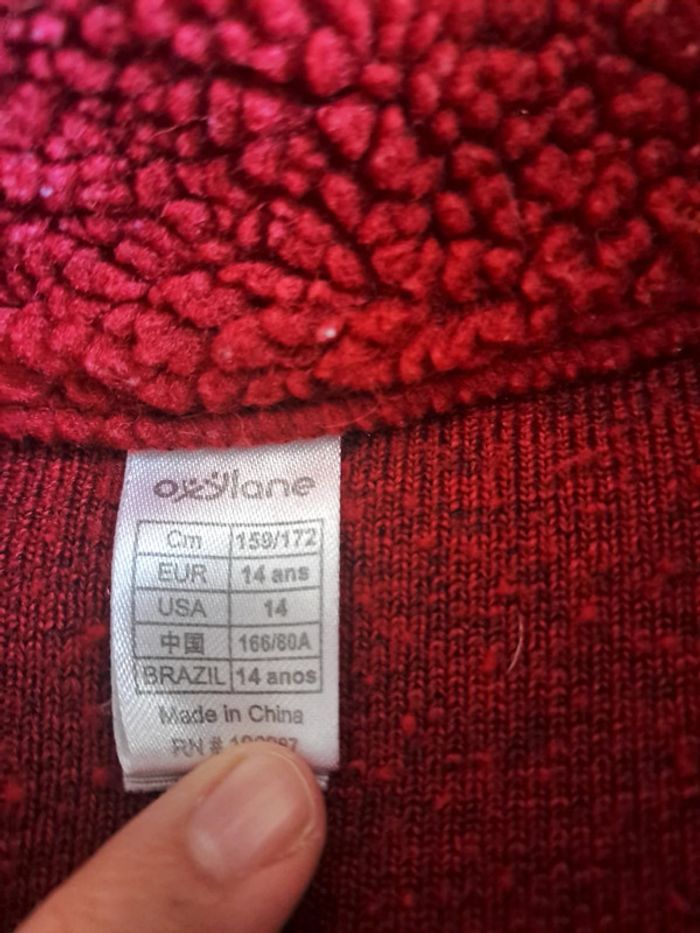 oxylane
Cm 159/172
EUR 14 ans
USA 14
中国 166/80A
BRAZIL 14 anos
Made in China
RN #